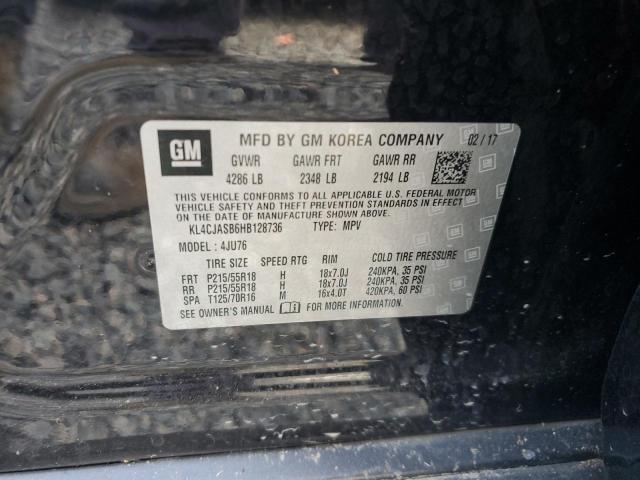 GM MFD BY GM KOREA COMPANY 02/17
GVWR GAWR FRT GAWR RR
4286 LB 2348 LB 2194 LB
THIS VEHICLE CONFORMS TO ALL APPLICABLE U.S. FEDERAL MOTOR
VEHICLE SAFETY AND THEFT PREVENTION STANDARDS IN EFFECT
ON THE DATE OF MANUFACTURE SHOWN ABOVE.
KL4CJASB6HB128736 TYPE: MPV
MODEL: 4JU76
TIRE SIZE SPEED RTG RIM COLD TIRE PRESSURE
FRT P215/55R18 H 18x7.0J 240KPA, 35 PSI
RR P215/55R18 H 18x7.0J 240KPA, 35 PSI
SPA T125/70R16 M 16x4.0T 420KPA, 60 PSI
SEE OWNER'S MANUAL FOR MORE INFORMATION.